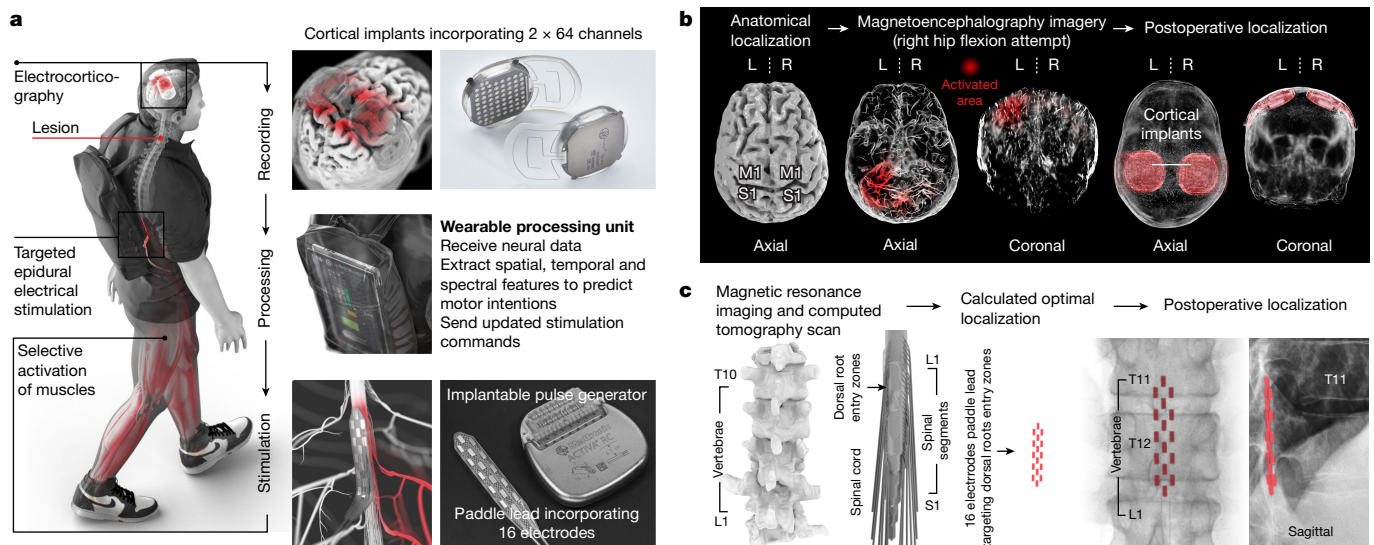 a
Cortical implants incorporating 2 × 64 channels
Electrocortico-
graphy
Lesion
Targeted
epidural
electrical
stimulation
Selective
activation
of muscles
Recording
Processing
Stimulation
Wearable processing unit
Receive neural data
Extract spatial, temporal and
spectral features to predict
motor intentions
Send updated stimulation
commands
Implantable pulse generator
ACTIVA RC
Paddle lead incorporating
16 electrodes
b
Anatomical
localization
Magnetoencephalography imagery
(right hip flexion attempt)
Postoperative localization
L R
L R
Activated
area
L R
L R
L R
M1 M1
S1 S1
Cortical
implants
Axial
Axial
Coronal
Axial
Coronal
c
Magnetic resonance
imaging and computed
tomography scan
Calculated optimal
localization
Postoperative localization
T10
Vertebrae
L1
Dorsal root
entry zones
Spinal cord
L1
Spinal
segments
S1
16 electrodes paddle lead
targeting dorsal roots entry zones
T11
T12
Vertebrae
L1
T11
Sagittal